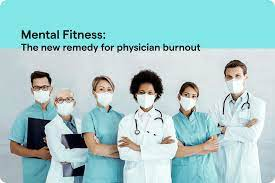 Mental Fitness:
The new remedy for physician burnout